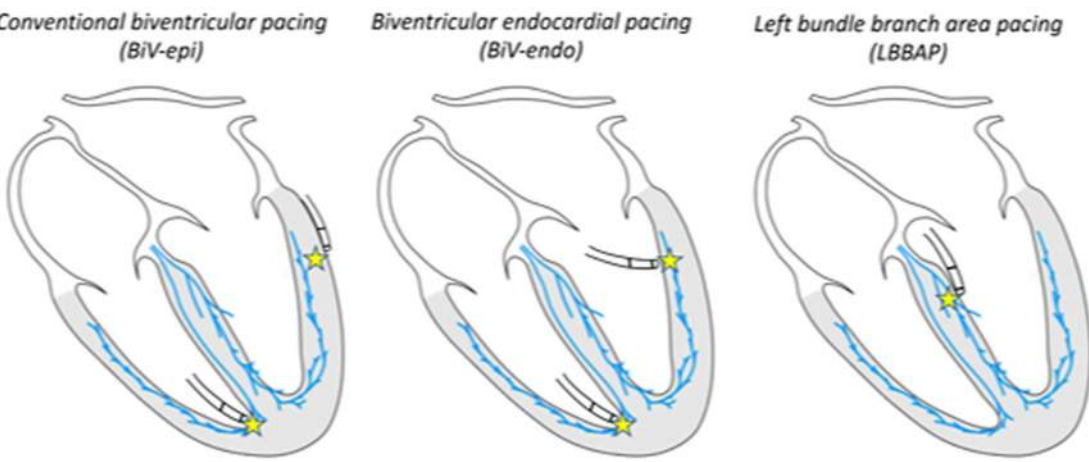 Conventional biventricular pacing
(BiV-epi)
Biventricular endocardial pacing
(BiV-endo)
Left bundle branch area pacing
(LBBAP)